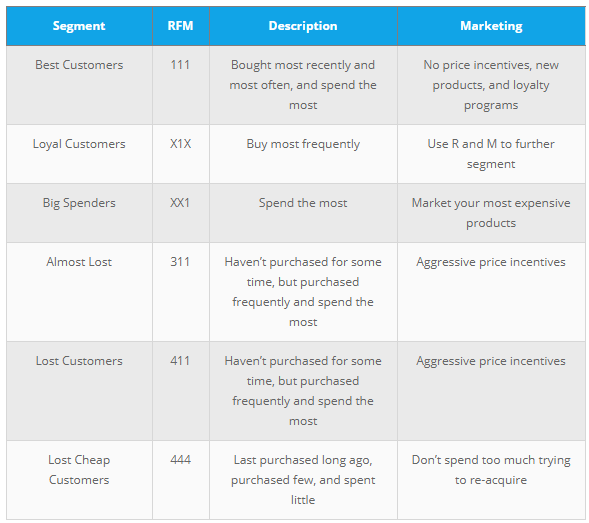 Segment RFM Description Marketing
Best Customers 111 Bought most recently and No price incentives, new
most often, and spend the products, and loyalty
most programs
Loyal Customers X1X Buy most frequently Use R and M to further
segment
Big Spenders XX1 Spend the most Market your most expensive
products
Almost Lost 311 Haven’t purchased for some Aggressive price incentives
time, but purchased
frequently and spend the
most
Lost Customers 411 Haven’t purchased for some Aggressive price incentives
time, but purchased
frequently and spend the
most
Lost Cheap 444 Last purchased long ago, Don’t spend too much trying
Customers purchased few, and spent to re-acquire
little